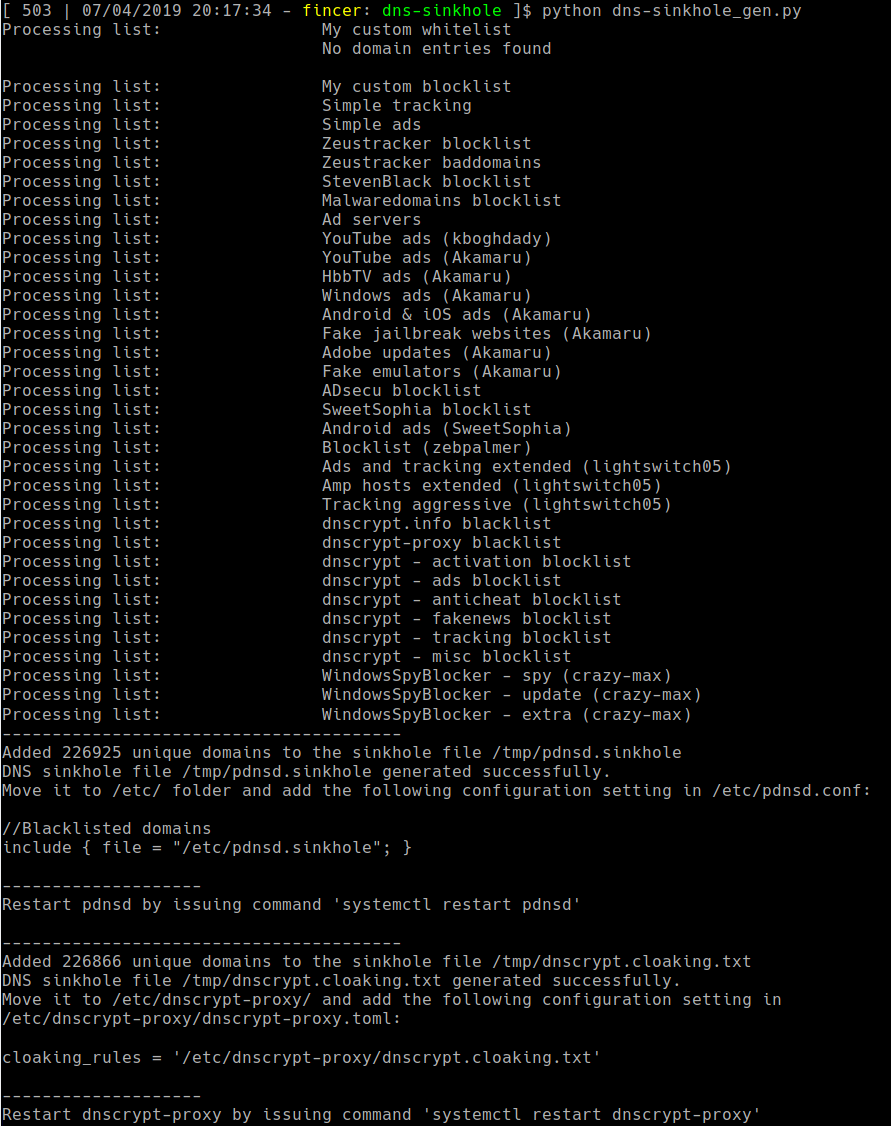 [ 503 | 07/04/2019 20:17:34 - fincer: dns-sinkhole ]$ python dns-sinkhole_gen.py
Processing list: My custom whitelist
No domain entries found
Processing list: My custom blocklist
Processing list: Simple tracking
Processing list: Simple ads
Processing list: Zeustracker blocklist
Processing list: Zeustracker baddomains
Processing list: StevenBlack blocklist
Processing list: Malwaredomains blocklist
Processing list: Ad servers
Processing list: YouTube ads (kboghdady)
Processing list: YouTube ads (Akamaru)
Processing list: HbbTV ads (Akamaru)
Processing list: Windows ads (Akamaru)
Processing list: Android & iOS ads (Akamaru)
Processing list: Fake jailbreak websites (Akamaru)
Processing list: Adobe updates (Akamaru)
Processing list: Fake emulators (Akamaru)
Processing list: ADsecu blocklist
Processing list: SweetSophia blocklist
Processing list: Android ads (SweetSophia)
Processing list: Blocklist (zebpalmer)
Processing list: Ads and tracking extended (lightswitch05)
Processing list: Amp hosts extended (lightswitch05)
Processing list: Tracking aggressive (lightswitch05)
Processing list: dnscrypt.info blacklist
Processing list: dnscrypt-proxy blacklist
Processing list: dnscrypt - activation blocklist
Processing list: dnscrypt - ads blocklist
Processing list: dnscrypt - anticheat blocklist
Processing list: dnscrypt - fakenews blocklist
Processing list: dnscrypt - tracking blocklist
Processing list: dnscrypt - misc blocklist
Processing list: WindowsSpyBlocker - spy (crazy-max)
Processing list: WindowsSpyBlocker - update (crazy-max)
Processing list: WindowsSpyBlocker - extra (crazy-max)
----------------------------------------
Added 226925 unique domains to the sinkhole file /tmp/pdnsd.sinkhole
DNS sinkhole file /tmp/pdnsd.sinkhole generated successfully.
Move it to /etc/ folder and add the following configuration setting in /etc/pdnsd.conf:
//Blacklisted domains
include { file = "/etc/pdnsd.sinkhole"; }
--------------------
Restart pdnsd by issuing command 'systemctl restart pdnsd'
----------------------------------------
Added 226866 unique domains to the sinkhole file /tmp/dnscrypt.cloaking.txt
DNS sinkhole file /tmp/dnscrypt.cloaking.txt generated successfully.
Move it to /etc/dnscrypt-proxy/ and add the following configuration setting in
/etc/dnscrypt-proxy/dnscrypt-proxy.toml:
cloaking_rules = '/etc/dnscrypt-proxy/dnscrypt.cloaking.txt'
--------------------
Restart dnscrypt-proxy by issuing command 'systemctl restart dnscrypt-proxy'